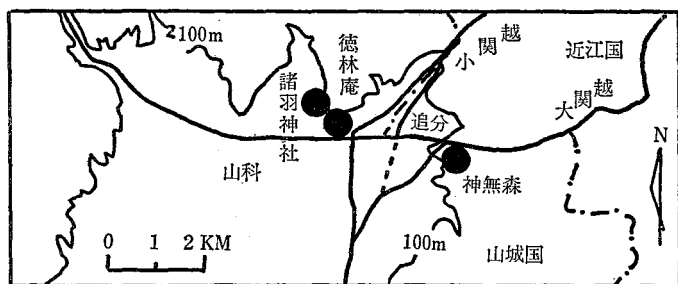 100m
徳林庵
諸羽神社
小関越
近江国
大関越
追分
N
山科
神無森
0 1 2 KM
100m
山城国